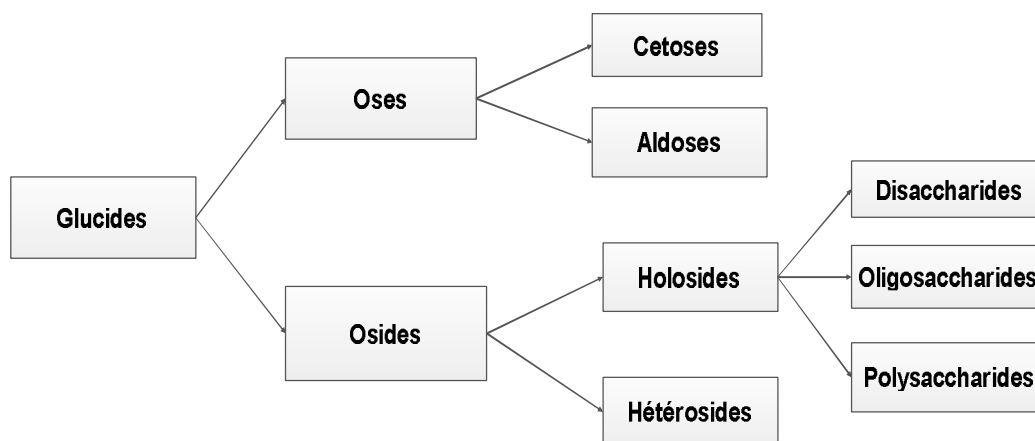 Glucides
Oses
Cetoses
Aldoses
Osides
Holosides
Disaccharides
Oligosaccharides
Polysaccharides
Hétérosides